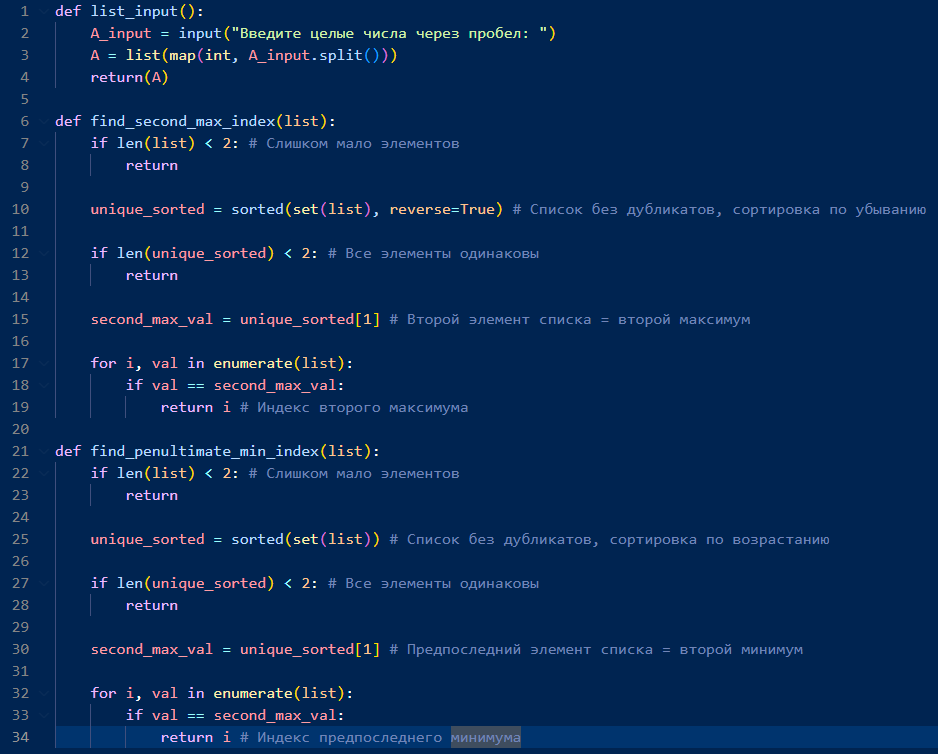 1 def list_input():
2     A_input = input("Введите целые числа через пробел: ")
3     A = list(map(int, A_input.split()))
4     return(A)
5
6 def find_second_max_index(list):
7     if len(list) < 2: # Слишком мало элементов
8         return
9
10     unique_sorted = sorted(set(list), reverse=True) # Список без дубликатов, сортировка по убыванию
11
12     if len(unique_sorted) < 2: # Все элементы одинаковы
13         return
14
15     second_max_val = unique_sorted[1] # Второй элемент списка = второй максимум
16
17     for i, val in enumerate(list):
18         if val == second_max_val:
19             return i # Индекс второго максимума
20
21 def find_penultimate_min_index(list):
22     if len(list) < 2: # Слишком мало элементов
23         return
24
25     unique_sorted = sorted(set(list)) # Список без дубликатов, сортировка по возрастанию
26
27     if len(unique_sorted) < 2: # Все элементы одинаковы
28         return
29
30     second_max_val = unique_sorted[1] # Предпоследний элемент списка = второй минимум
31
32     for i, val in enumerate(list):
33         if val == second_max_val:
34             return i # Индекс предпоследнего минимума